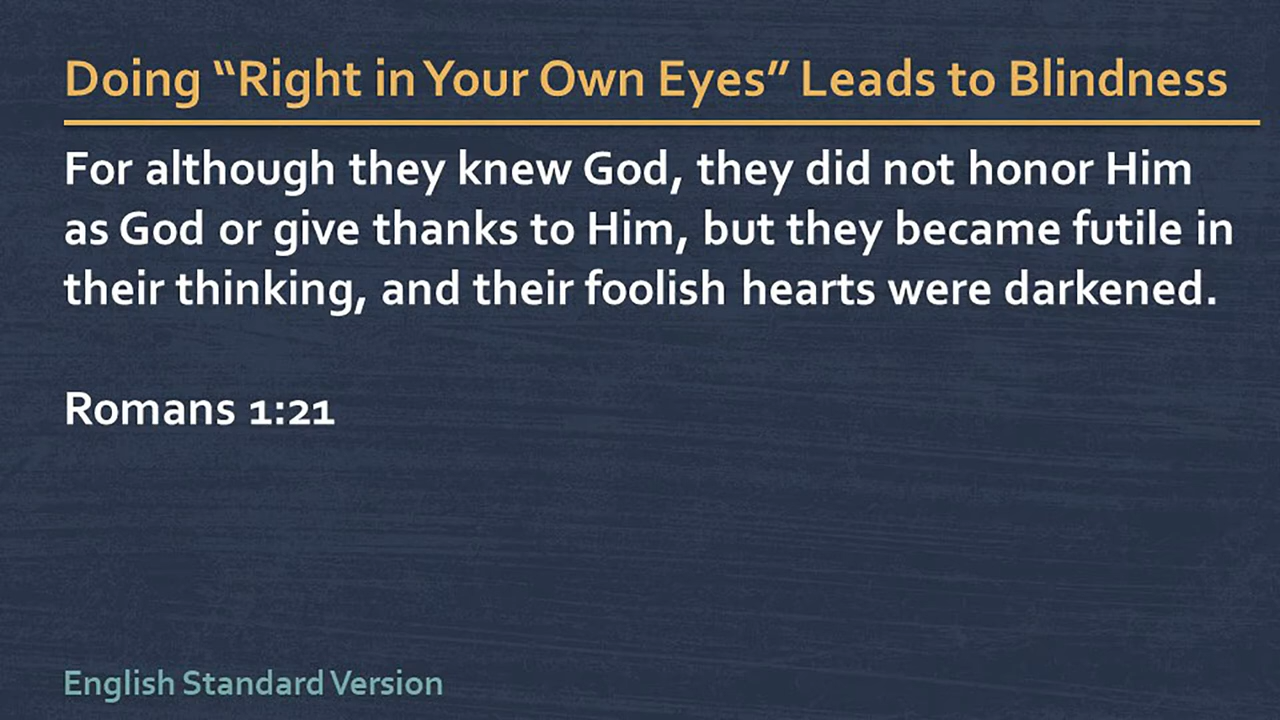 Doing “Right in Your Own Eyes” Leads to Blindness
For although they knew God, they did not honor Him
as God or give thanks to Him, but they became futile in
their thinking, and their foolish hearts were darkened.
Romans 1:21
English Standard Version